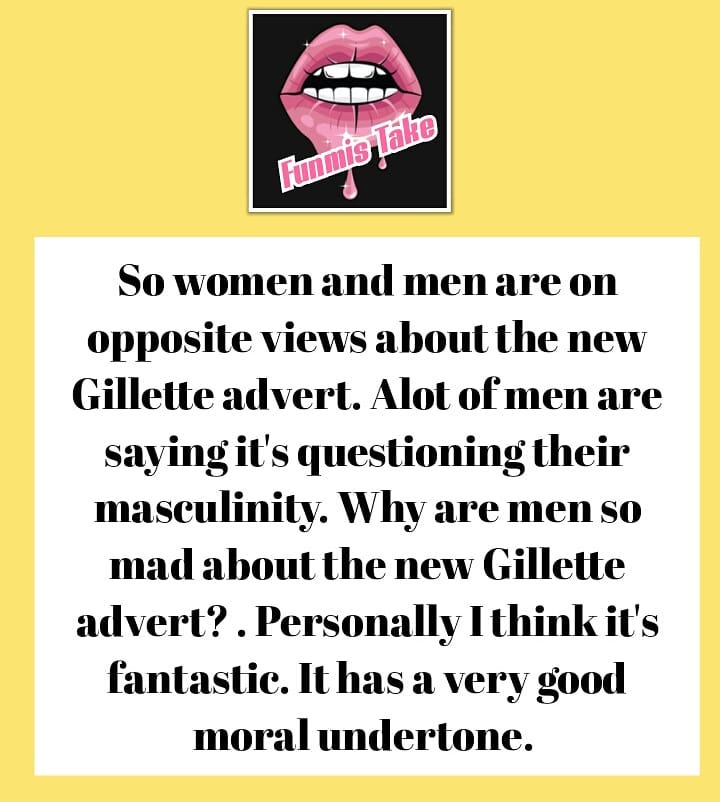 Funmis Take
So women and men are on
opposite views about the new
Gillette advert. Alot of men are
saying it's questioning their
masculinity. Why are men so
mad about the new Gillette
advert? . Personally I think it's
fantastic. It has a very good
moral undertone.